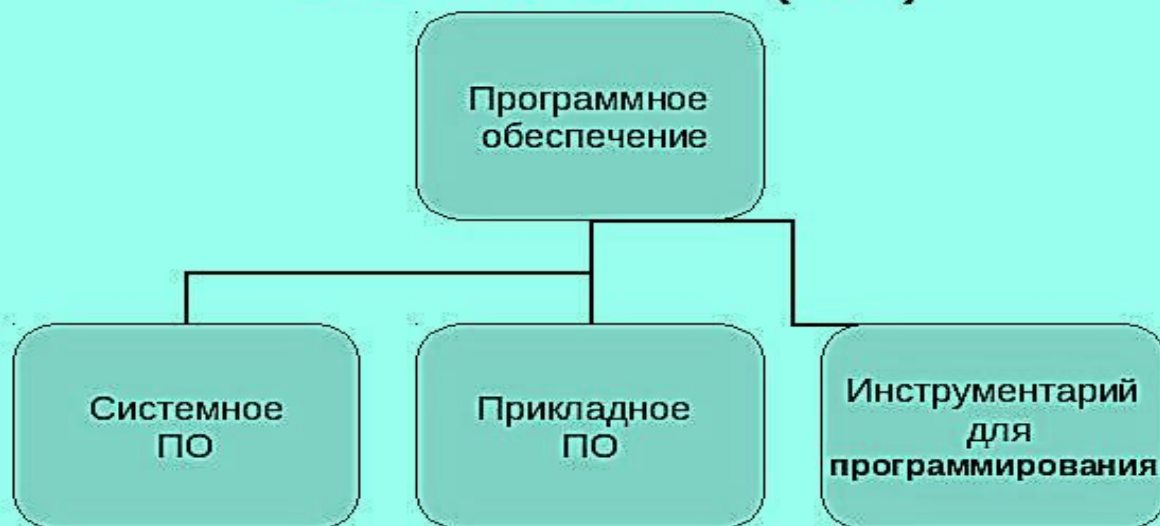 Программное
обеспечение
Системное
ПО
Прикладное
ПО
Инструментарий
для
программирования